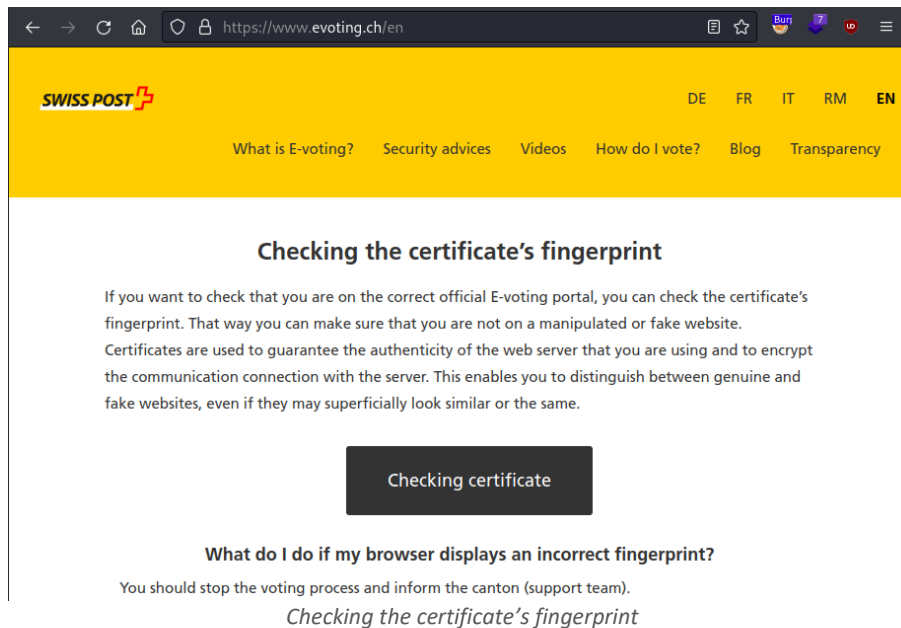 https://www.evoting.ch/en
Burp
7
SWISS POST
DE FR IT RM EN
What is E-voting? Security advices Videos How do I vote? Blog Transparency
Checking the certificate's fingerprint
If you want to check that you are on the correct official E-voting portal, you can check the certificate's
fingerprint. That way you can make sure that you are not on a manipulated or fake website.
Certificates are used to guarantee the authenticity of the web server that you are using and to encrypt
the communication connection with the server. This enables you to distinguish between genuine and
fake websites, even if they may superficially look similar or the same.
Checking certificate
What do I do if my browser displays an incorrect fingerprint?
You should stop the voting process and inform the canton (support team).
Checking the certificate's fingerprint